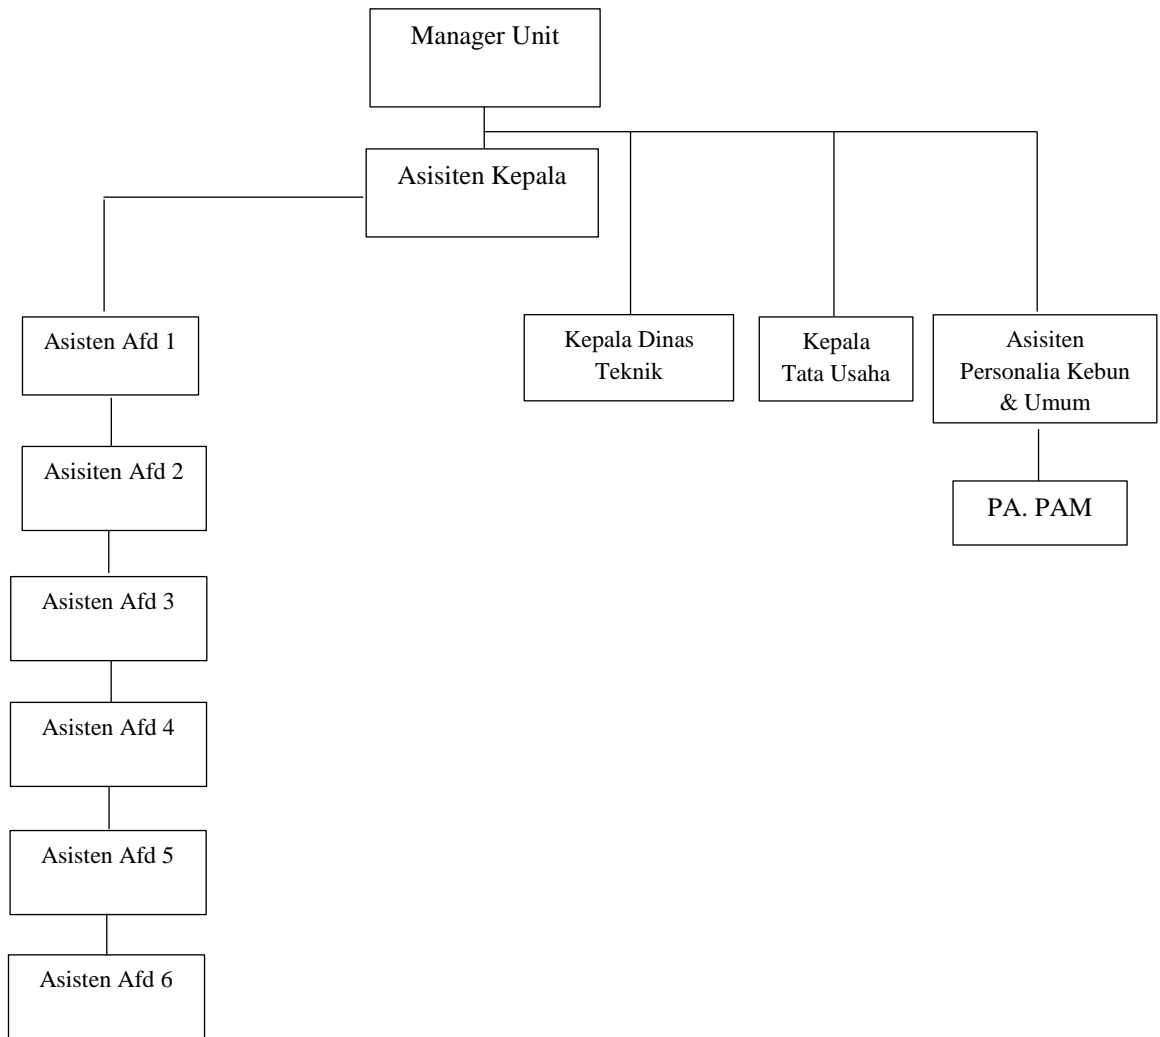 Manager Unit
Asisiten Kepala
Asisten Afd 1
Kepala Dinas
Teknik
Kepala
Tata Usaha
Asisiten
Personalia Kebun
& Umum
Asisiten Afd 2
PA. PAM
Asisten Afd 3
Asisten Afd 4
Asisten Afd 5
Asisten Afd 6